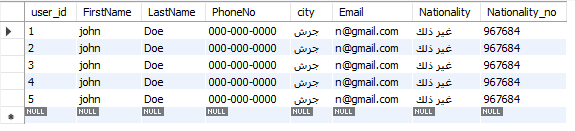 user_id FirstName LastName PhoneNo city Email Nationality Nationality_no
1 john Doe 000-000-0000 جرش n@gmail.com غير ذلك 967684
2 john Doe 000-000-0000 جرش n@gmail.com غير ذلك 967684
3 john Doe 000-000-0000 جرش n@gmail.com غير ذلك 967684
4 john Doe 000-000-0000 جرش n@gmail.com غير ذلك 967684
5 john Doe 000-000-0000 جرش n@gmail.com غير ذلك 967684
NULL NULL NULL NULL NULL NULL NULL NULL